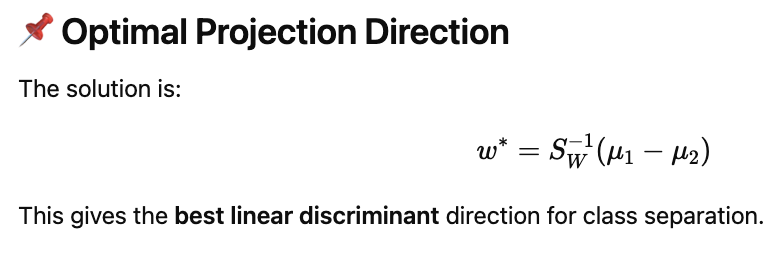 📌 Optimal Projection Direction
The solution is:
w* = S_W^{-1}(μ₁ − μ₂)
This gives the best linear discriminant direction for class separation.